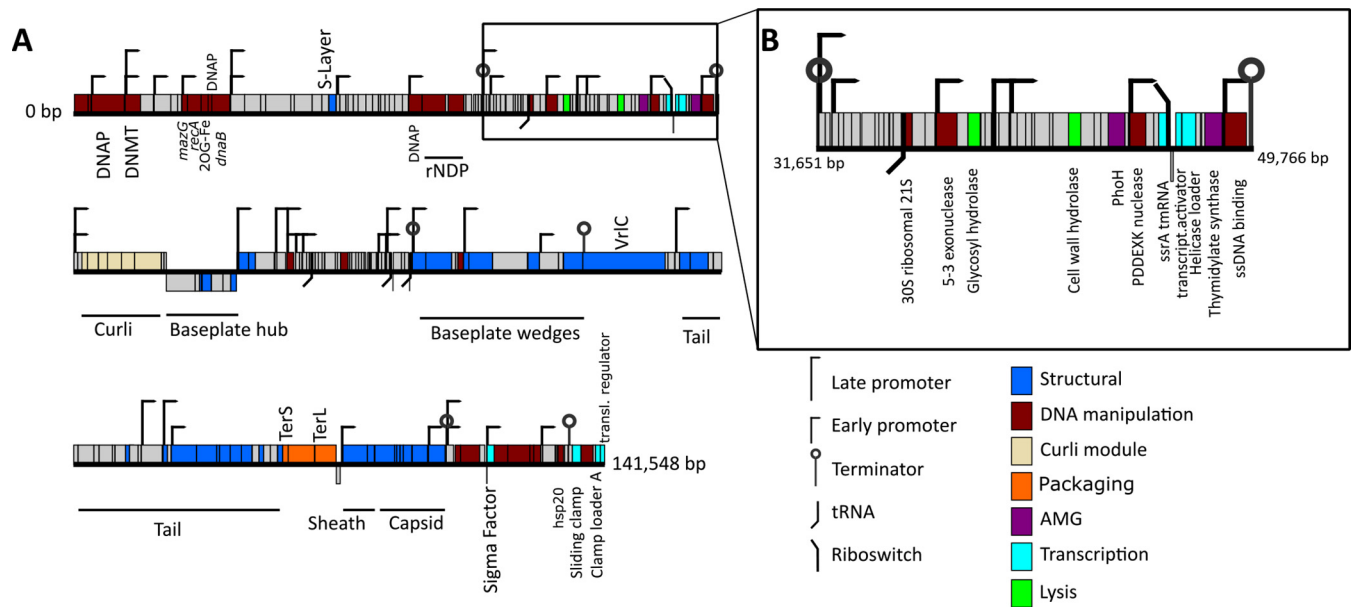 A
0 bp
DNAP
S-Layer
DNAP
DNMT
mazG
recA
2OG-Fe
dnaB
DNAP
rNDP
B
31,651 bp
49,766 bp
30S ribosomal 21S
5-3 exonuclease
Glycosyl hydrolase
Cell wall hydrolase
PhoH
PDDEXK nuclease
ssrA tmRNA
transcript.activator
Helicase loader
Thymidylate synthase
ssDNA binding
VrlC
Curli
Baseplate hub
Baseplate wedges
Tail
TerS
TerL
transl. regulator
141,548 bp
Tail
Sheath
Capsid
Sigma Factor
hsp20
Sliding clamp
Clamp loader A
Late promoter
Early promoter
Terminator
tRNA
Riboswitch
Structural
DNA manipulation
Curli module
Packaging
AMG
Transcription
Lysis